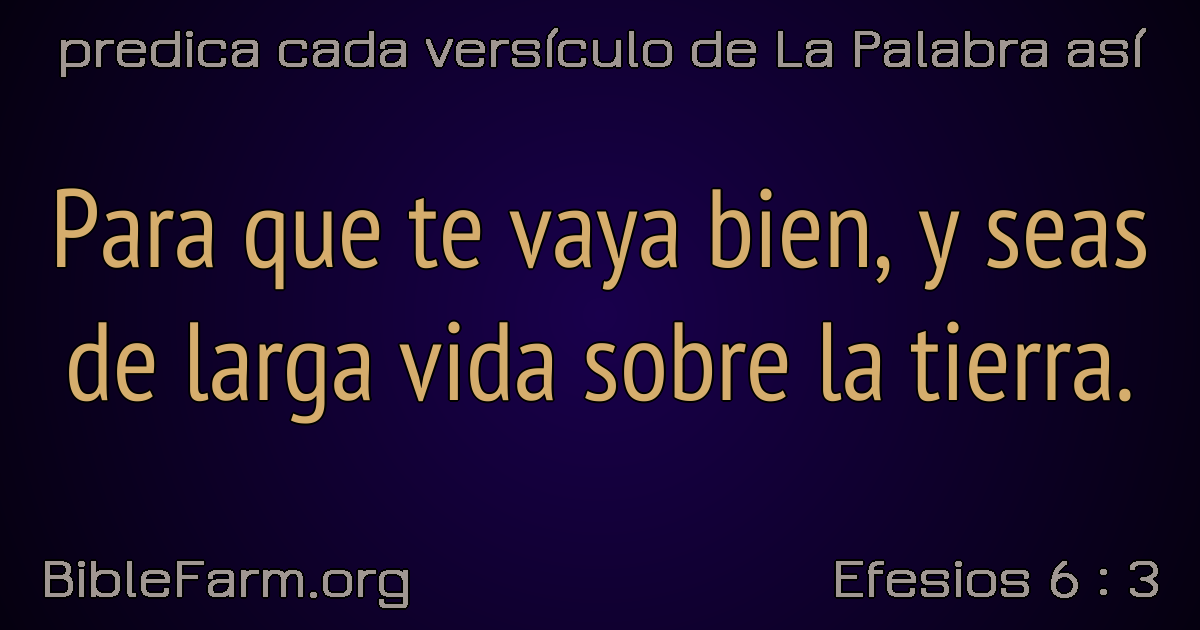 predica cada versículo de La Palabra así
Para que te vaya bien, y seas
de larga vida sobre la tierra.
BibleFarm.org
Efesios 6 : 3